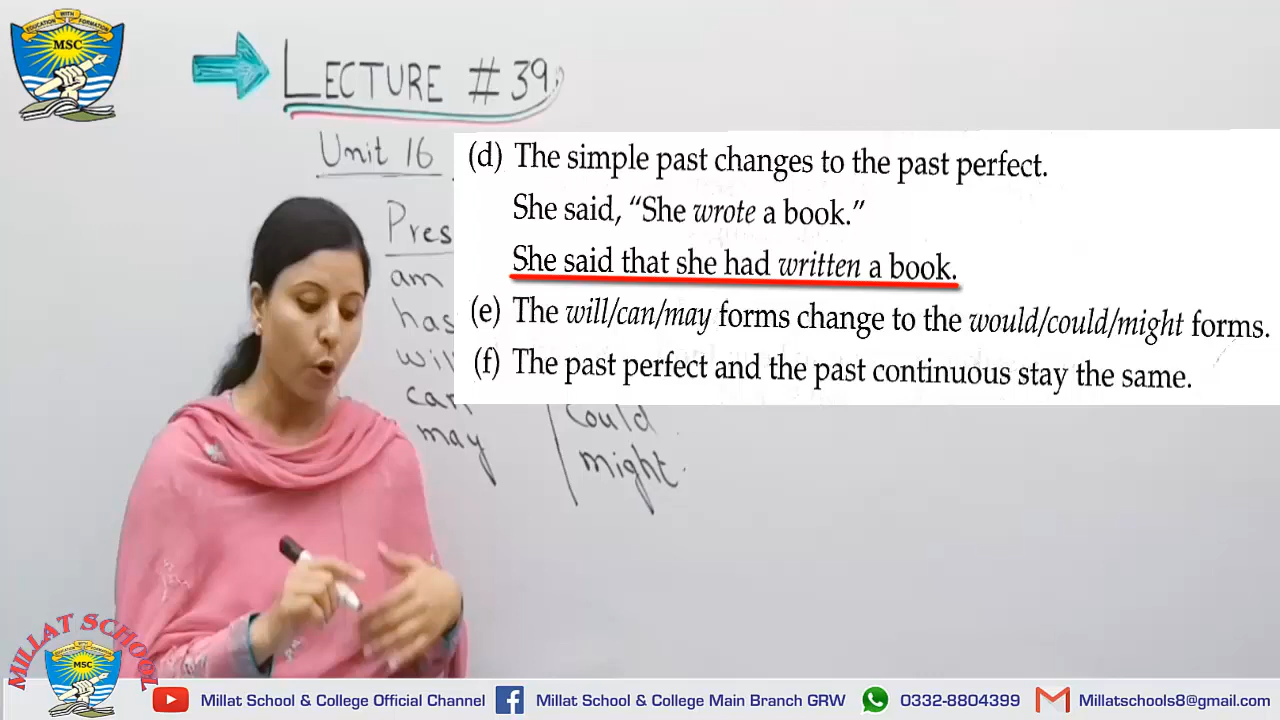 EDUCATION WITH FORMATION
MSC
LECTURE # 39
Unit 16
(d) The simple past changes to the past perfect.
She said, “She wrote a book.”
She said that she had written a book.
(e) The will/can/may forms change to the would/could/might forms.
(f) The past perfect and the past continuous stay the same.
Pres
am
has
will
can
may
Could
might
MILLAT SCHOOL
MSC
Millat School & College Official Channel
Millat School & College Main Branch GRW
0332-8804399
Millatschools8@gmail.com